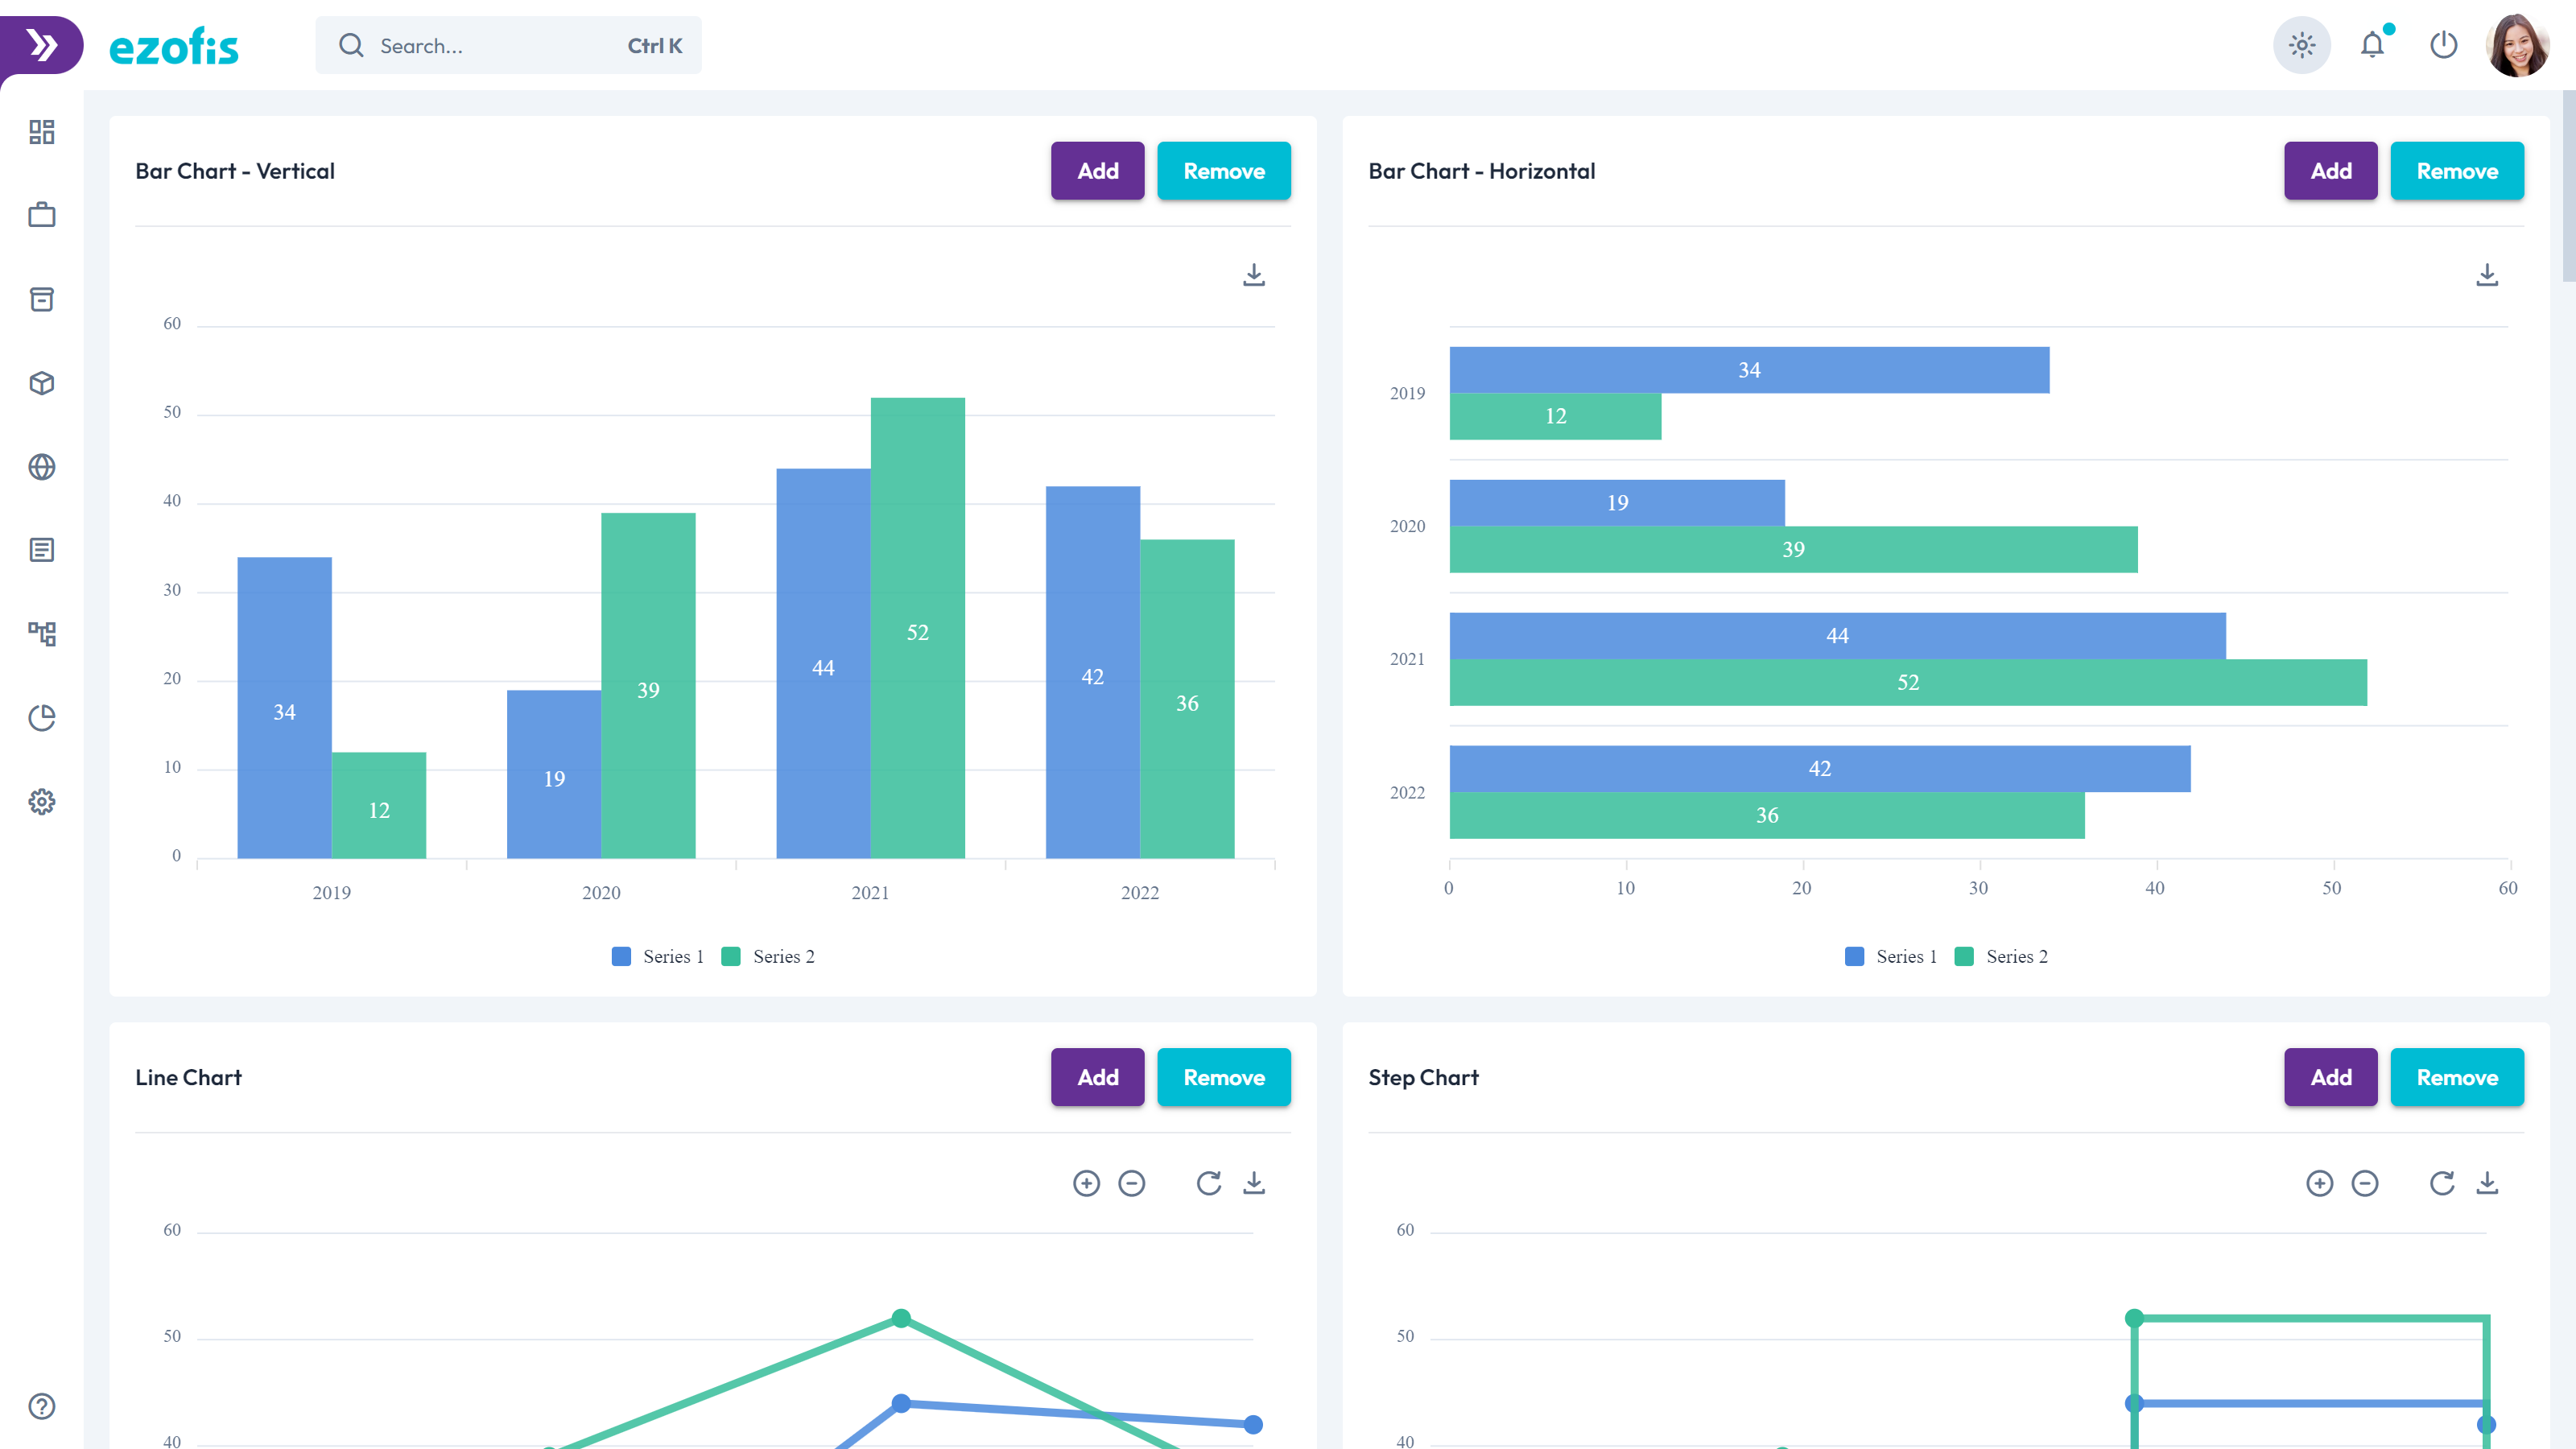 ezofis
Search... Ctrl K
Bar Chart - Vertical
Add Remove
60
50
40
30
20
10
0
34
12
19
39
44
52
42
36
2019 2020 2021 2022
Series 1 Series 2
Bar Chart - Horizontal
Add Remove
2019
34
12
2020
19
39
2021
44
52
2022
42
36
0 10 20 30 40 50 60
Series 1 Series 2
Line Chart
Add Remove
60
50
40
Step Chart
Add Remove
60
50
40